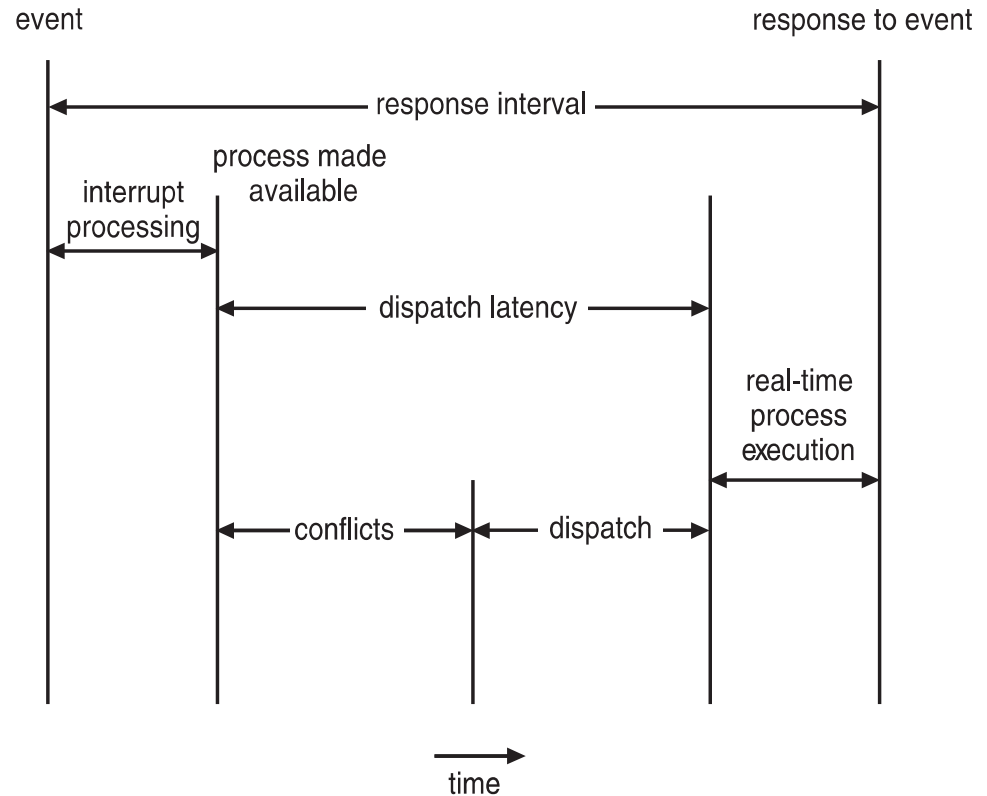 event
response to event
response interval
process made
available
interrupt
processing
dispatch latency
real-time
process
execution
conflicts
dispatch
time